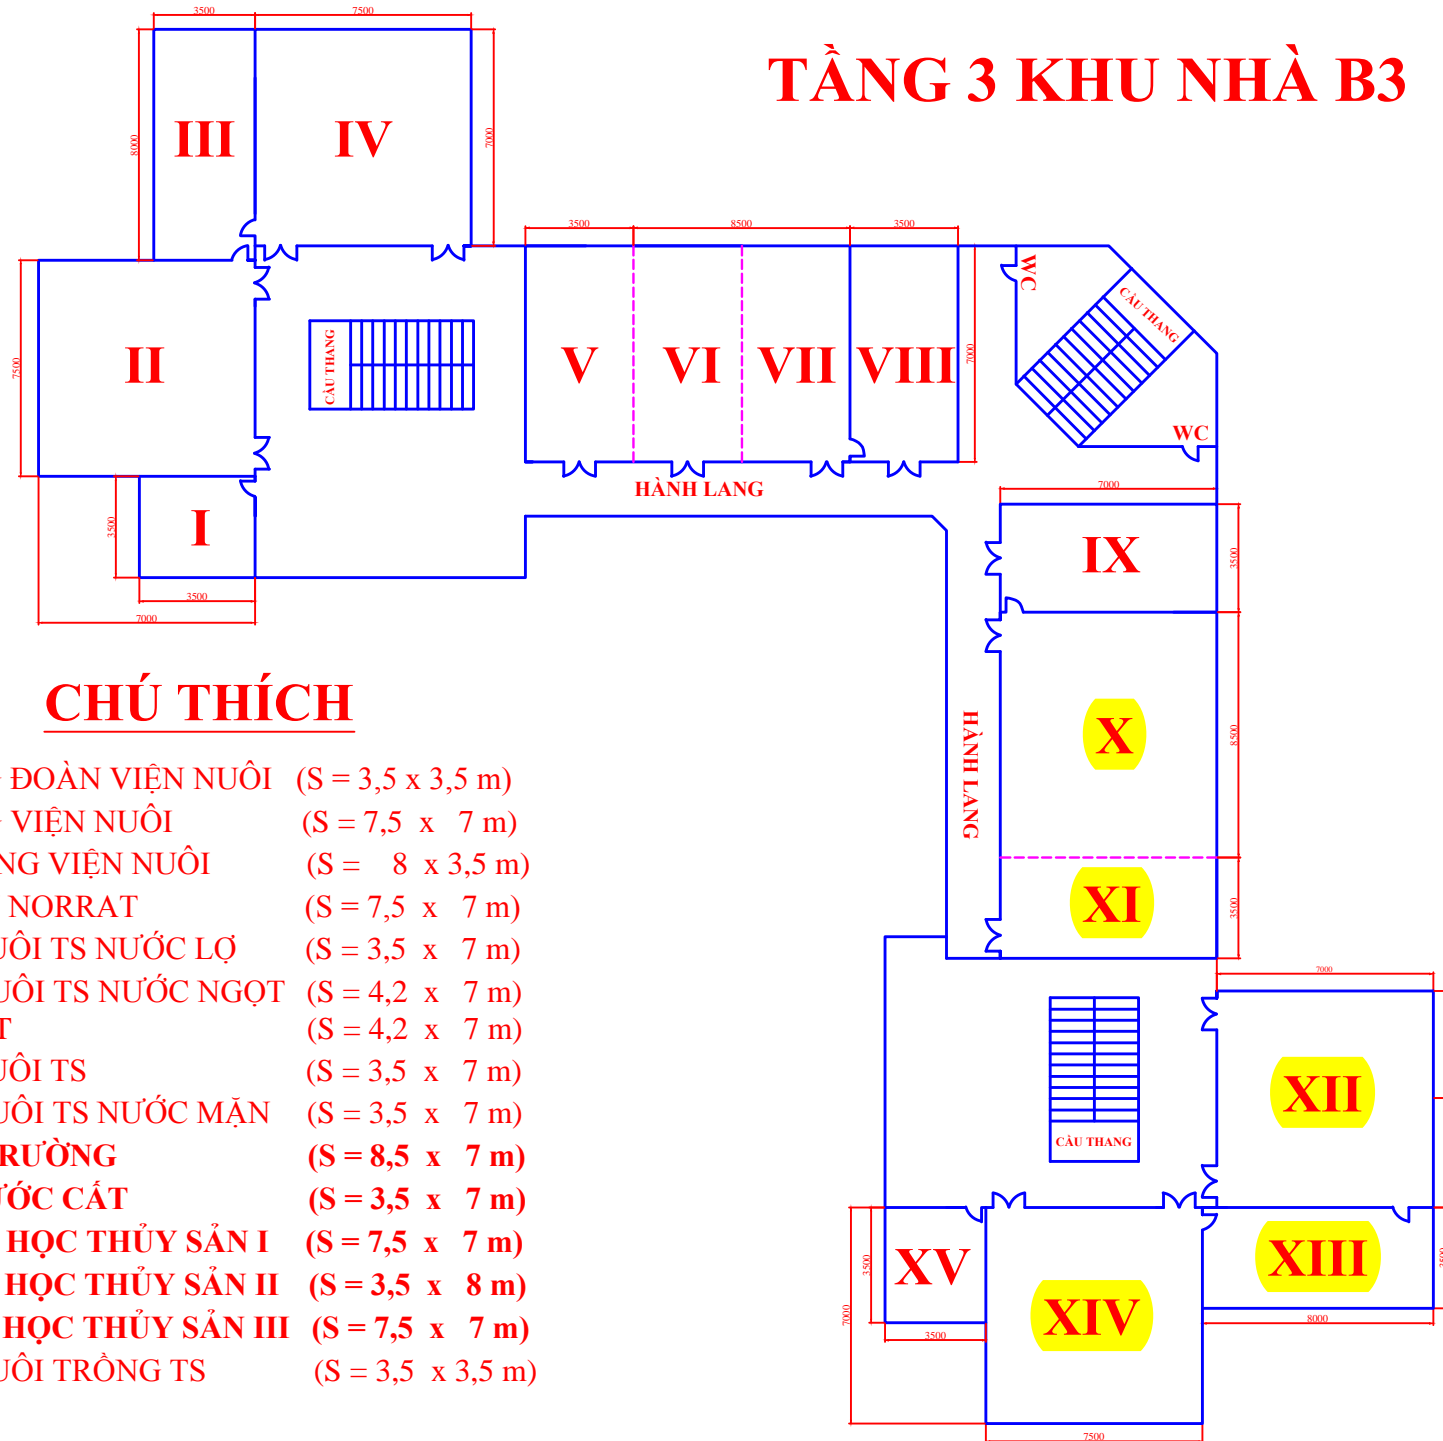 3500
7500
TẦNG 3 KHU NHÀ B3
8000
III
IV
7000
3500
8500
3500
WC
CẦU THANG
7500
II
CẦU THANG
V
VI
VII
VIII
7000
WC
HÀNH LANG
7000
3500
I
IX
3500
3500
7000
CHÚ THÍCH
HÀNH LANG
X
8500
ĐOÀN VIỆN NUÔI (S = 3,5 x 3,5 m)
VIỆN NUÔI (S = 7,5 x 7 m)
NG VIỆN NUÔI (S = 8 x 3,5 m)
NORRAT (S = 7,5 x 7 m)
UÔI TS NƯỚC LỢ (S = 3,5 x 7 m)
UÔI TS NƯỚC NGỌT (S = 4,2 x 7 m)
T (S = 4,2 x 7 m)
UÔI TS (S = 3,5 x 7 m)
UÔI TS NƯỚC MẶN (S = 3,5 x 7 m)
RƯỜNG (S = 8,5 x 7 m)
ƯỚC CẤT (S = 3,5 x 7 m)
HỌC THỦY SẢN I (S = 7,5 x 7 m)
HỌC THỦY SẢN II (S = 3,5 x 8 m)
HỌC THỦY SẢN III (S = 7,5 x 7 m)
UÔI TRỒNG TS (S = 3,5 x 3,5 m)
XI
3500
7000
XII
CẦU THANG
3500
XV
XIII
7000
XIV
3500
8000
7500